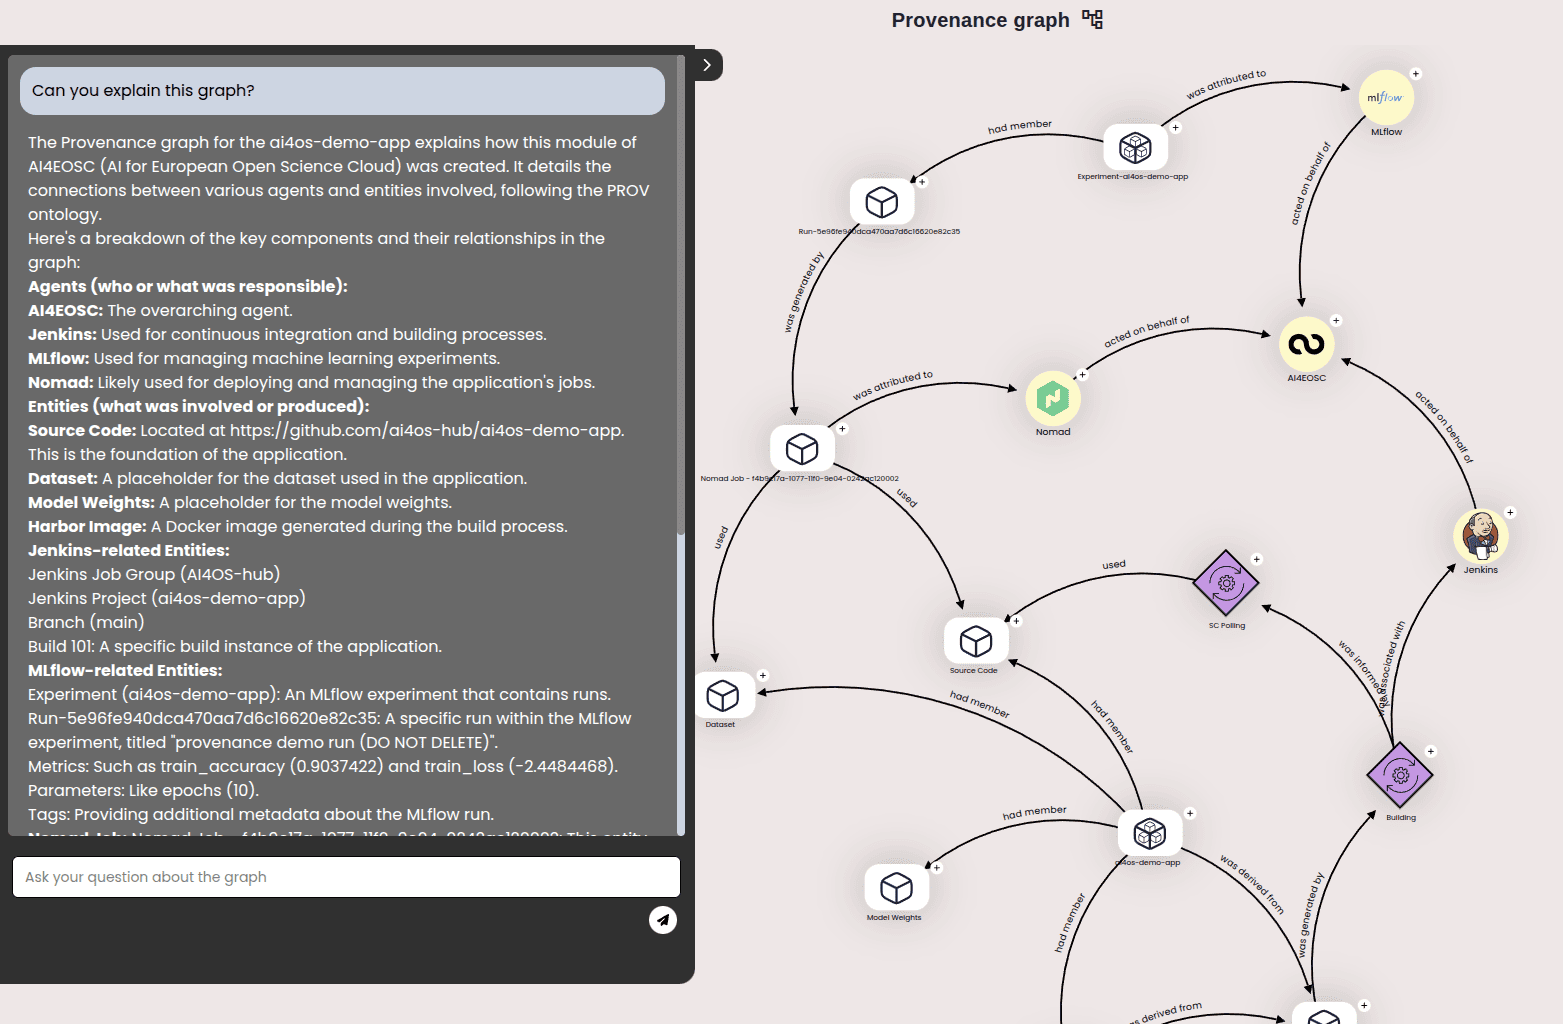 Provenance graph
Can you explain this graph?
The Provenance graph for the ai4os-demo-app explains how this module of
AI4EOSC (AI for European Open Science Cloud) was created. It details the
connections between various agents and entities involved, following the PROV
ontology.
Here's a breakdown of the key components and their relationships in the
graph:
Agents (who or what was responsible):
AI4EOSC: The overarching agent.
Jenkins: Used for continuous integration and building processes.
MLflow: Used for managing machine learning experiments.
Nomad: Likely used for deploying and managing the application's jobs.
Entities (what was involved or produced):
Source Code: Located at https://github.com/ai4os-hub/ai4os-demo-app.
This is the foundation of the application.
Dataset: A placeholder for the dataset used in the application.
Model Weights: A placeholder for the model weights.
Harbor Image: A Docker image generated during the build process.
Jenkins-related Entities:
Jenkins Job Group (AI4OS-hub)
Jenkins Project (ai4os-demo-app)
Branch (main)
Build 101: A specific build instance of the application.
MLflow-related Entities:
Experiment (ai4os-demo-app): An MLflow experiment that contains runs.
Run-5e96fe940dca470aa7d6c16620e82c35: A specific run within the MLflow
experiment, titled "provenance demo run (DO NOT DELETE)".
Metrics: Such as train_accuracy (0.9037422) and train_loss (-2.4484468).
Parameters: Like epochs (10).
Tags: Providing additional metadata about the MLflow run.
Ask your question about the graph
was attributed to
mlflow
MLflow
had member
Experiment-ai4os-demo-app
acted on behalf of
Run-5e96fe940dca470aa7d6c16620e82c35
was generated by
acted on behalf of
AI4EOSC
was attributed to
Nomad
acted on behalf of
Nomad Job - f4b9
used
used
used
Jenkins
SC Polling
was associated with
was informed
Source Code
Dataset
had member
had member
Building
had member
ai4os-demo-app
was derived from
Model Weights
had member
was generated by
derived from